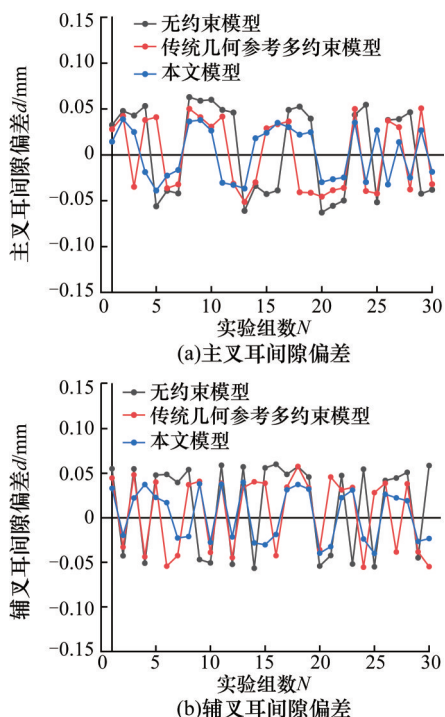 无约束模型
传统几何参考多约束模型
本文模型
主叉耳间隙偏差d/mm
0.15
0.10
0.05
0
−0.05
−0.10
−0.15
0 5 10 15 20 25 30
实验组数N
(a)主叉耳间隙偏差
无约束模型
传统几何参考多约束模型
本文模型
辅叉耳间隙偏差d/mm
0.15
0.10
0.05
0
−0.05
−0.10
−0.15
0 5 10 15 20 25 30
实验组数N
(b)辅叉耳间隙偏差